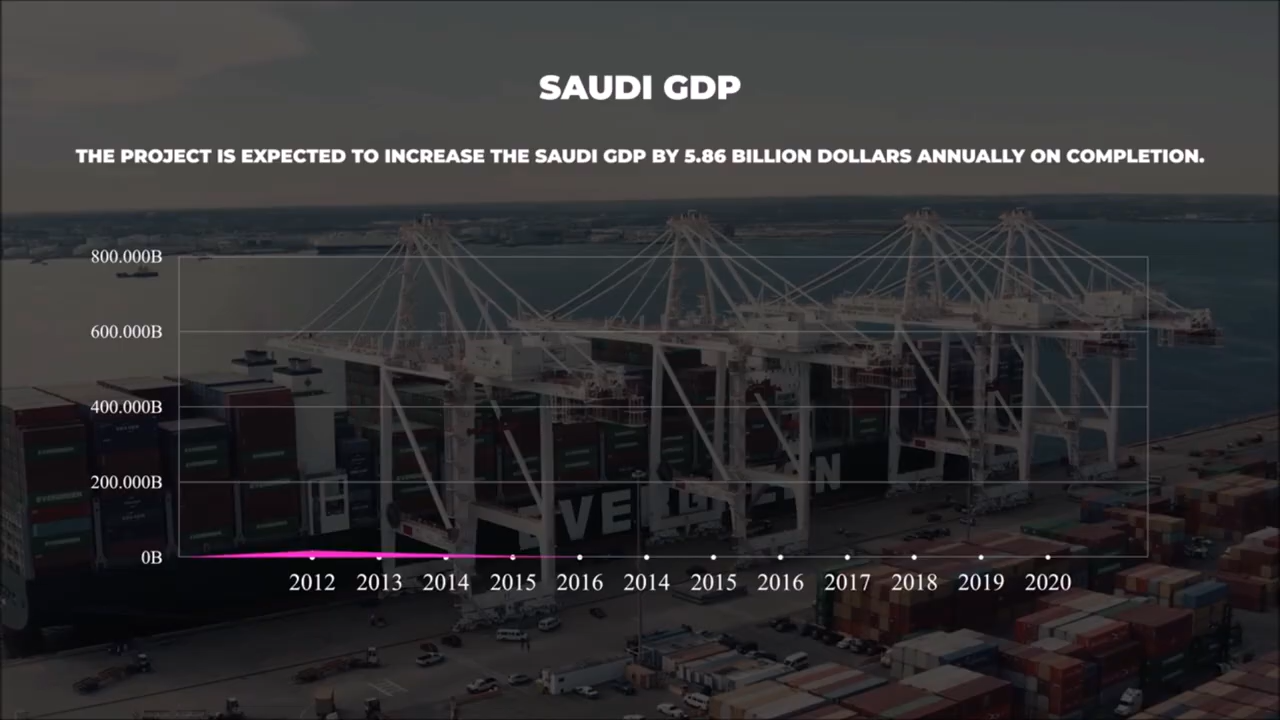 SAUDI GDP
THE PROJECT IS EXPECTED TO INCREASE THE SAUDI GDP BY 5.86 BILLION DOLLARS ANNUALLY ON COMPLETION.
800.000B
600.000B
400.000B
200.000B
0B
2012 2013 2014 2015 2016 2014 2015 2016 2017 2018 2019 2020